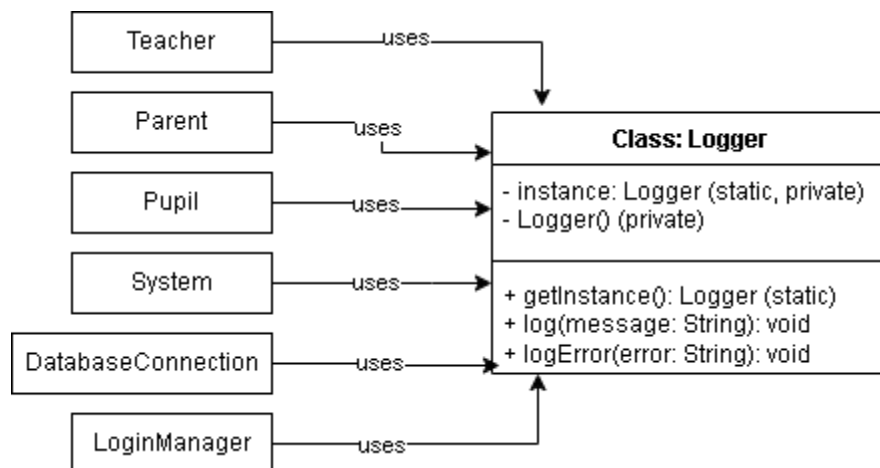 Teacher
uses
Parent
uses
Class: Logger
- instance: Logger (static, private)
- Logger() (private)
Pupil
uses
System
uses
+ getInstance(): Logger (static)
+ log(message: String): void
+ logError(error: String): void
DatabaseConnection
uses
LoginManager
uses